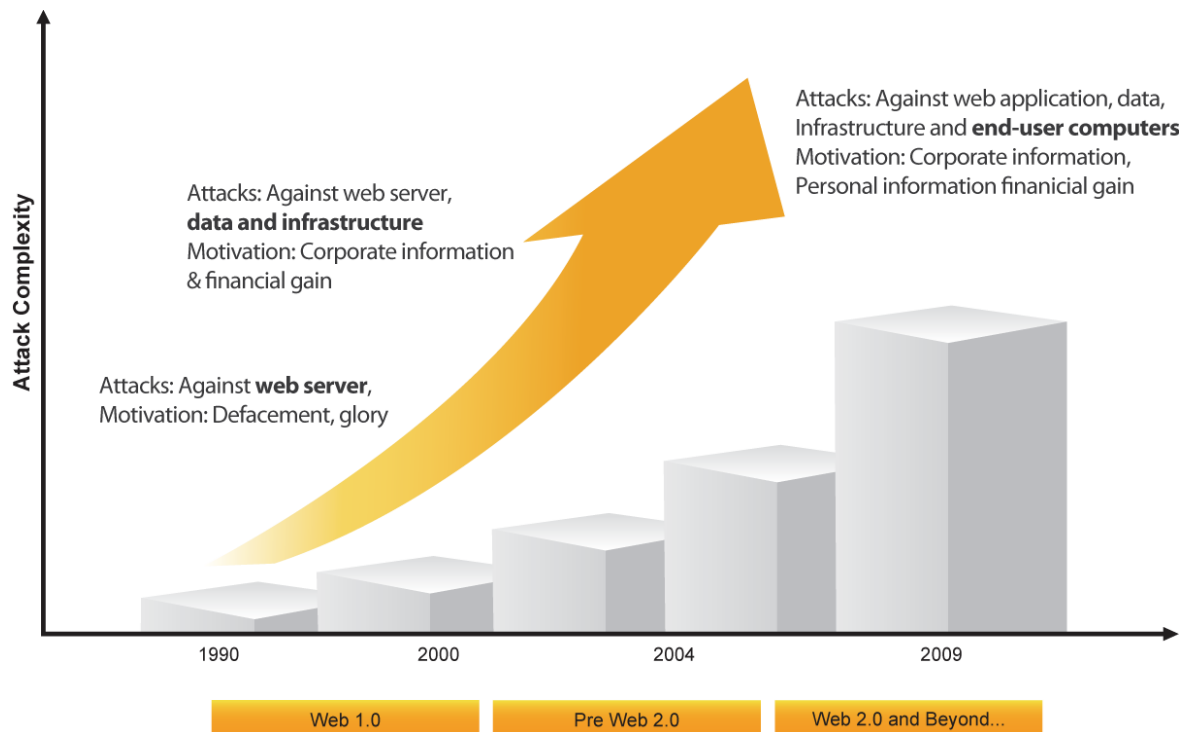 Attack Complexity
Attacks: Against web application, data,
Infrastructure and end-user computers
Motivation: Corporate information,
Personal information finanicial gain
Attacks: Against web server,
data and infrastructure
Motivation: Corporate information
& financial gain
Attacks: Against web server,
Motivation: Defacement, glory
1990
2000
2004
2009
Web 1.0
Pre Web 2.0
Web 2.0 and Beyond...